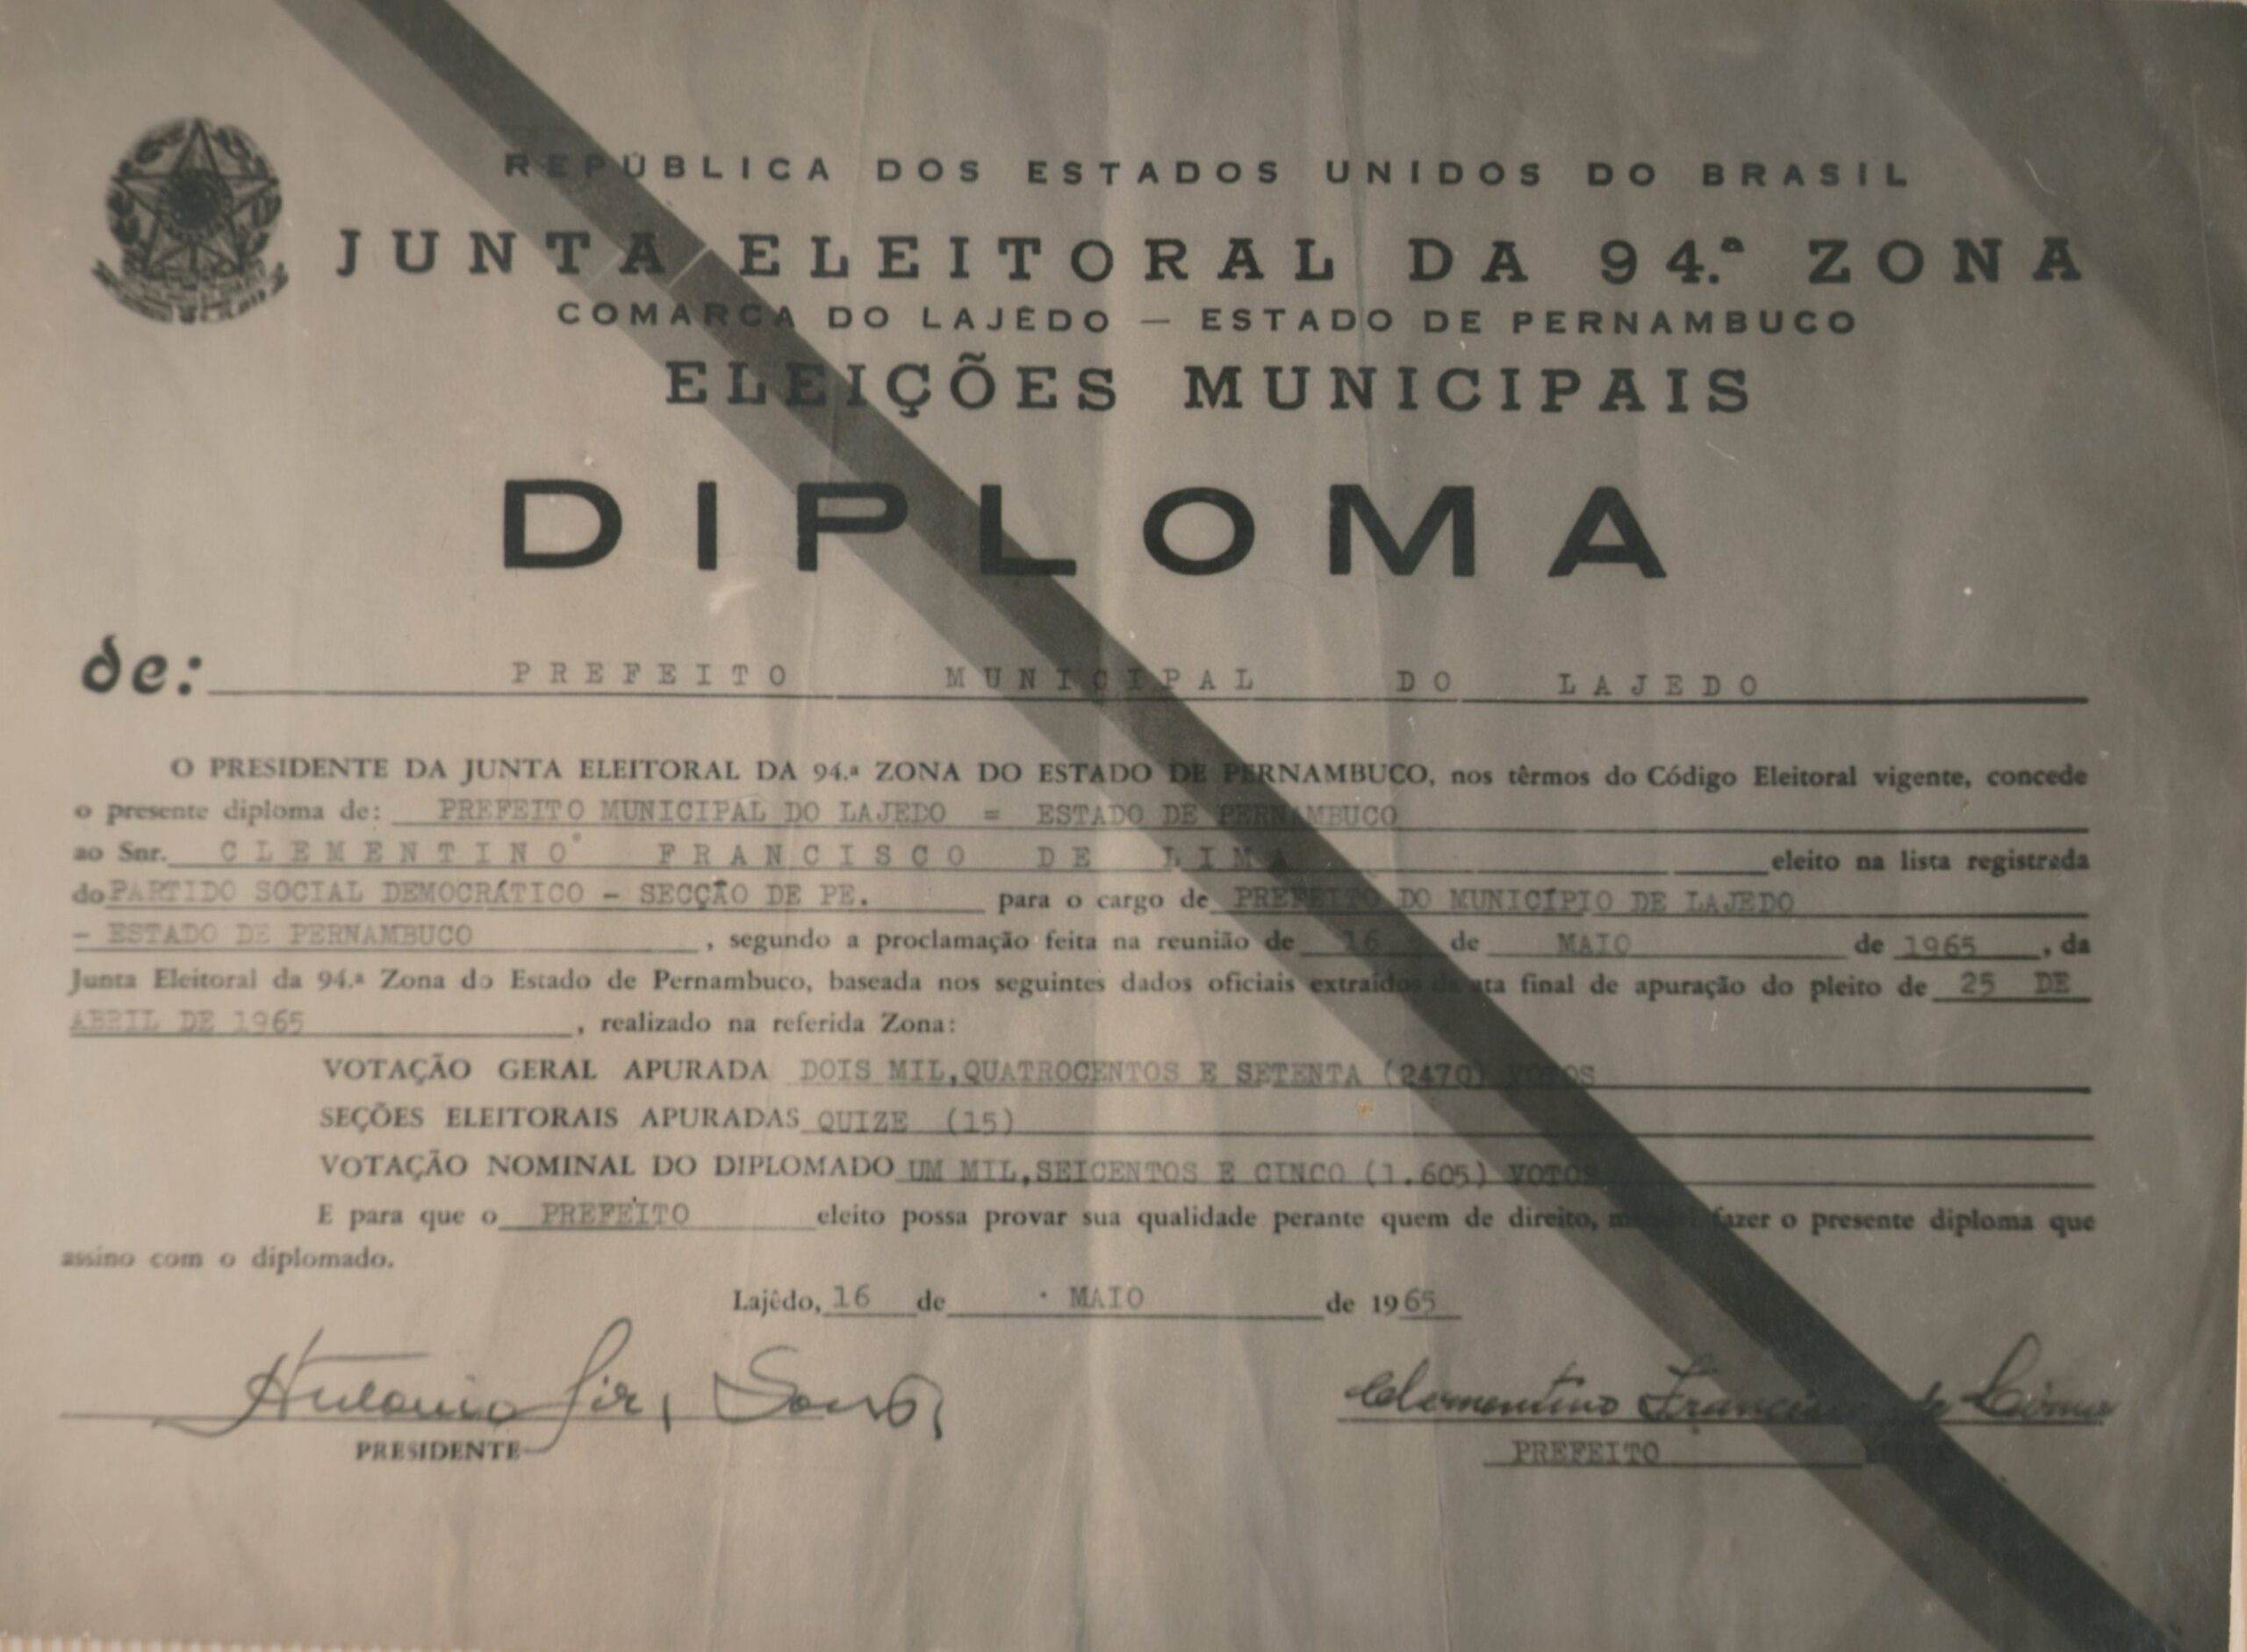 REPÚBLICA DOS ESTADOS UNIDOS DO BRASIL
JUNTA ELEITORAL DA 94.ª ZONA
COMARCA DO LAJÊDO — ESTADO DE PERNAMBUCO
ELEIÇÕES MUNICIPAIS
DIPLOMA
de: PREFEITO MUNICIPAL DO LAJEDO
O PRESIDENTE DA JUNTA ELEITORAL DA 94.ª ZONA DO ESTADO DE PERNAMBUCO, nos têrmos do Código Eleitoral vigente, concede
o presente diploma de: PREFEITO MUNICIPAL DO LAJEDO = ESTADO DE PERNAMBUCO
ao Snr. CLEMENTINO FRANCISCO DE LIMA eleito na lista registrada
do PARTIDO SOCIAL DEMOCRÁTICO - SECÇÃO DE PE. para o cargo de PREFEITO DO MUNICÍPIO DE LAJEDO
- ESTADO DE PERNAMBUCO, segundo a proclamação feita na reunião de 16 de MAIO de 1965, da
Junta Eleitoral da 94.ª Zona do Estado de Pernambuco, baseada nos seguintes dados oficiais extraídos da ata final de apuração do pleito de 25 DE
ABRIL DE 1965, realizado na referida Zona:
VOTAÇÃO GERAL APURADA DOIS MIL,QUATROCENTOS E SETENTA (2470) VOTOS
SEÇÕES ELEITORAIS APURADAS QUIZE (15)
VOTAÇÃO NOMINAL DO DIPLOMADO UM MIL,SEICENTOS E CINCO (1.605) VOTOS
E para que o PREFEITO eleito possa provar sua qualidade perante quem de direito, fazer o presente diploma que
assino com o diplomado.
Lajêdo, 16 de MAIO de 1965
Antonio Souto
Clementino Francisco de Lima
PRESIDENTE
PREFEITO